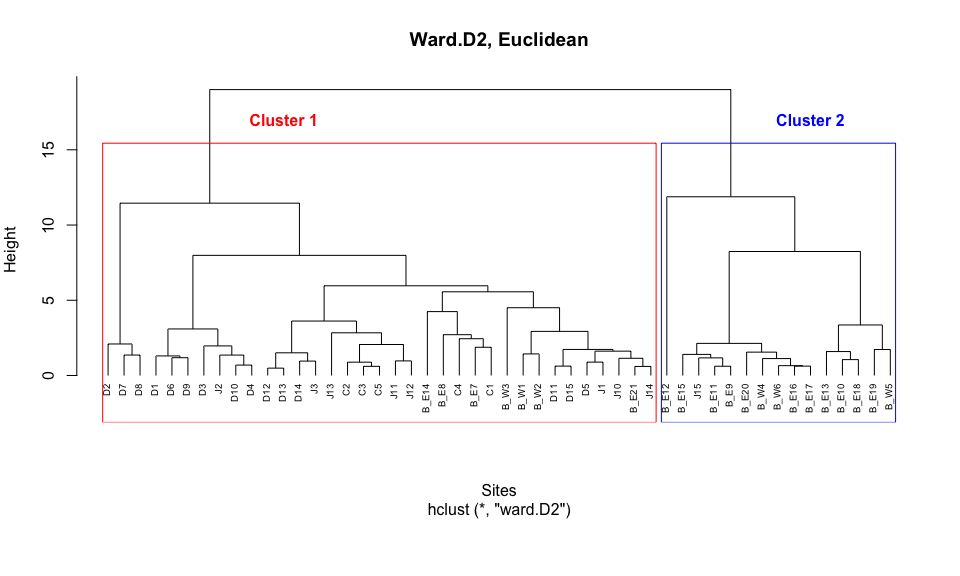 Ward.D2, Euclidean
Cluster 1
Cluster 2
Height
15
10
5
0
D2
D7
D8
D1
D6
D9
D3
J2
D10
D4
D12
D13
D14
J3
J13
C2
C3
C5
J11
J12
B_E14
B_E8
C4
B_E7
C1
B_W3
B_W1
B_W2
D11
D15
D5
J1
J10
B_E21
J14
B_E12
B_E15
J15
B_E11
B_E9
B_E20
B_W4
B_W6
B_E16
B_E17
B_E13
B_E10
B_E18
B_E19
B_W5
Sites
hclust (*, "ward.D2")